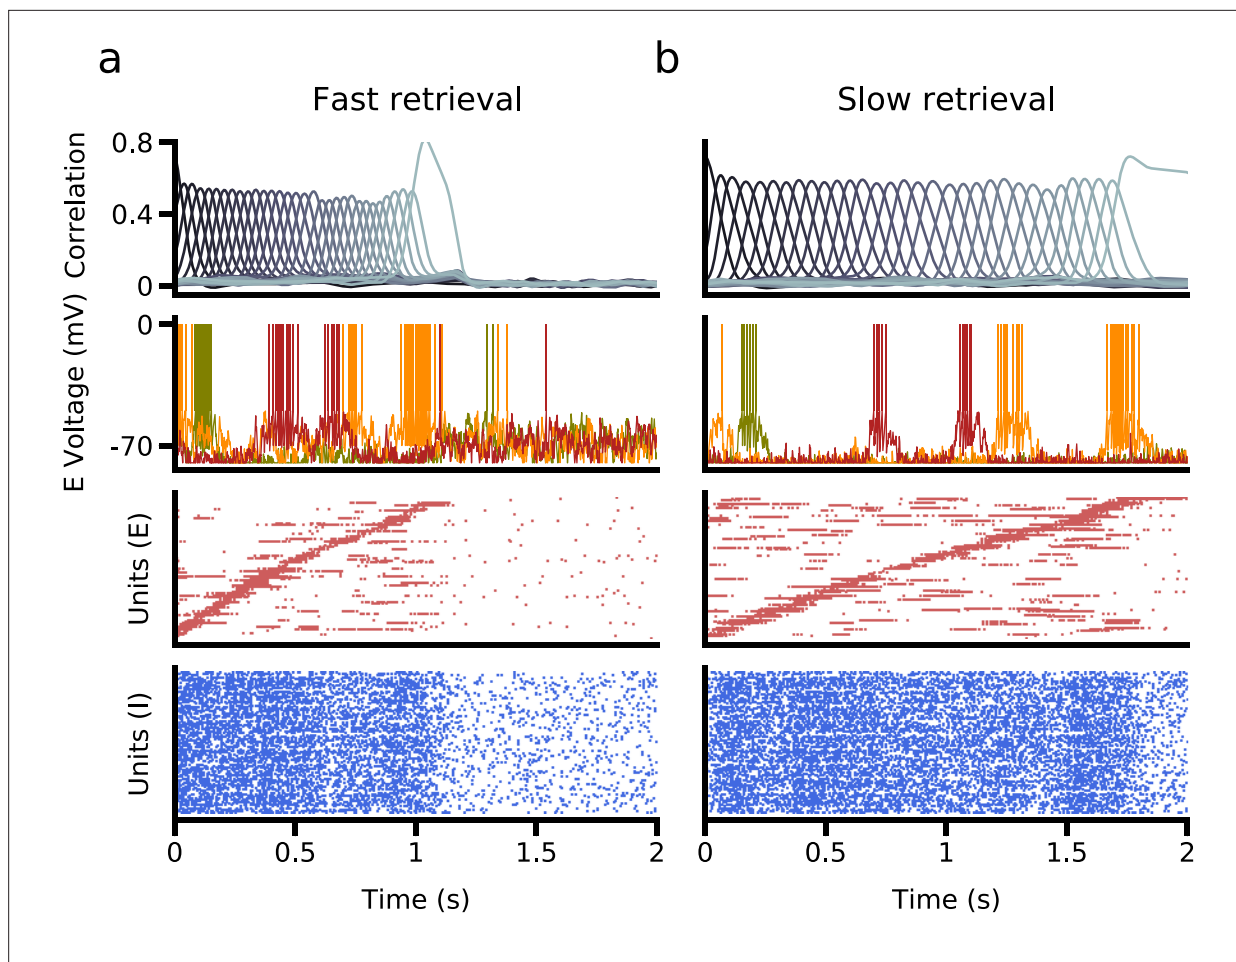 a
b
Fast retrieval
Slow retrieval
Correlation
0.8
0.4
0
E Voltage (mV)
0
-70
Units (E)
Units (I)
0 0.5 1 1.5 2
0 0.5 1 1.5 2
Time (s)
Time (s)